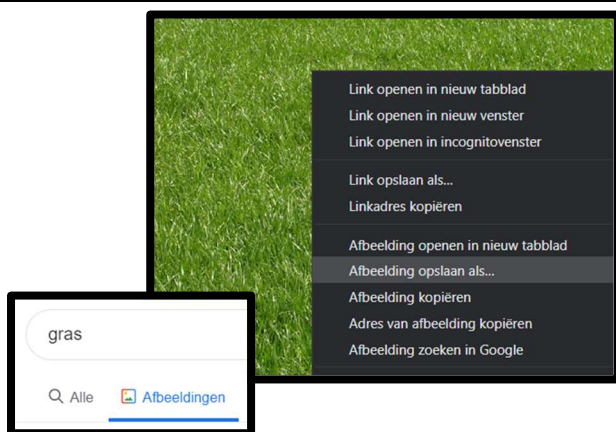 Link openen in nieuw tabblad
Link openen in nieuw venster
Link openen in incognitovenster
Link opslaan als...
Linkadres kopiëren
Afbeelding openen in nieuw tabblad
Afbeelding opslaan als...
Afbeelding kopiëren
Adres van afbeelding kopiëren
Afbeelding zoeken in Google
gras
Alle Afbeeldingen